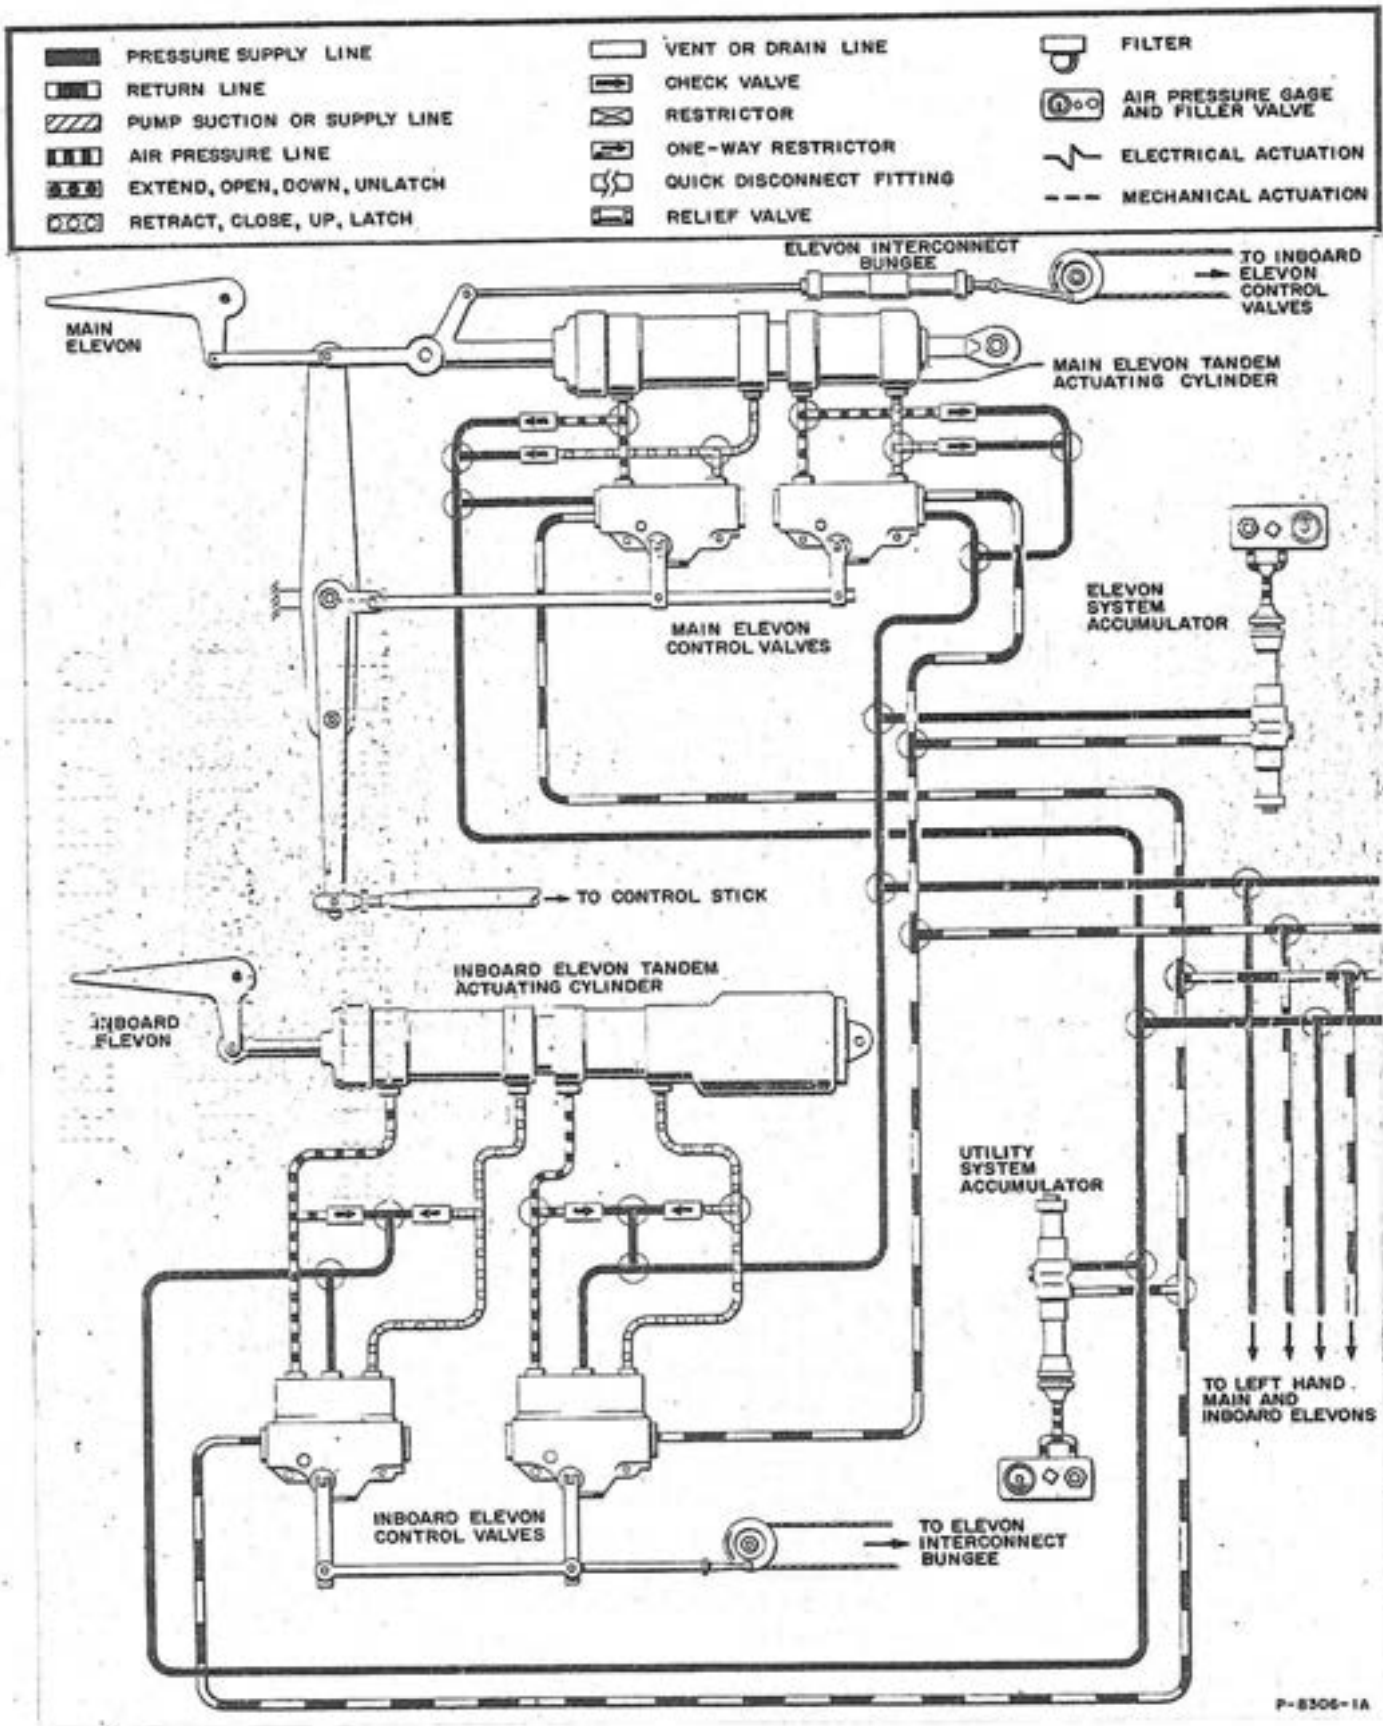 PRESSURE SUPPLY LINE
RETURN LINE
PUMP SUCTION OR SUPPLY LINE
AIR PRESSURE LINE
EXTEND, OPEN, DOWN, UNLATCH
RETRACT, CLOSE, UP, LATCH
VENT OR DRAIN LINE
CHECK VALVE
RESTRICTOR
ONE-WAY RESTRICTOR
QUICK DISCONNECT FITTING
RELIEF VALVE
FILTER
AIR PRESSURE GAGE
AND FILLER VALVE
ELECTRICAL ACTUATION
MECHANICAL ACTUATION
ELEVON INTERCONNECT
BUNGEE
TO INBOARD
ELEVON
CONTROL
VALVES
MAIN
ELEVON
MAIN ELEVON TANDEM
ACTUATING CYLINDER
ELEVON
SYSTEM
ACCUMULATOR
MAIN ELEVON
CONTROL VALVES
TO CONTROL STICK
INBOARD ELEVON TANDEM
ACTUATING CYLINDER
INBOARD
ELEVON
UTILITY
SYSTEM
ACCUMULATOR
TO LEFT HAND
MAIN AND
INBOARD ELEVONS
INBOARD ELEVON
CONTROL VALVES
TO ELEVON
INTERCONNECT
BUNGEE
P-8306-1A